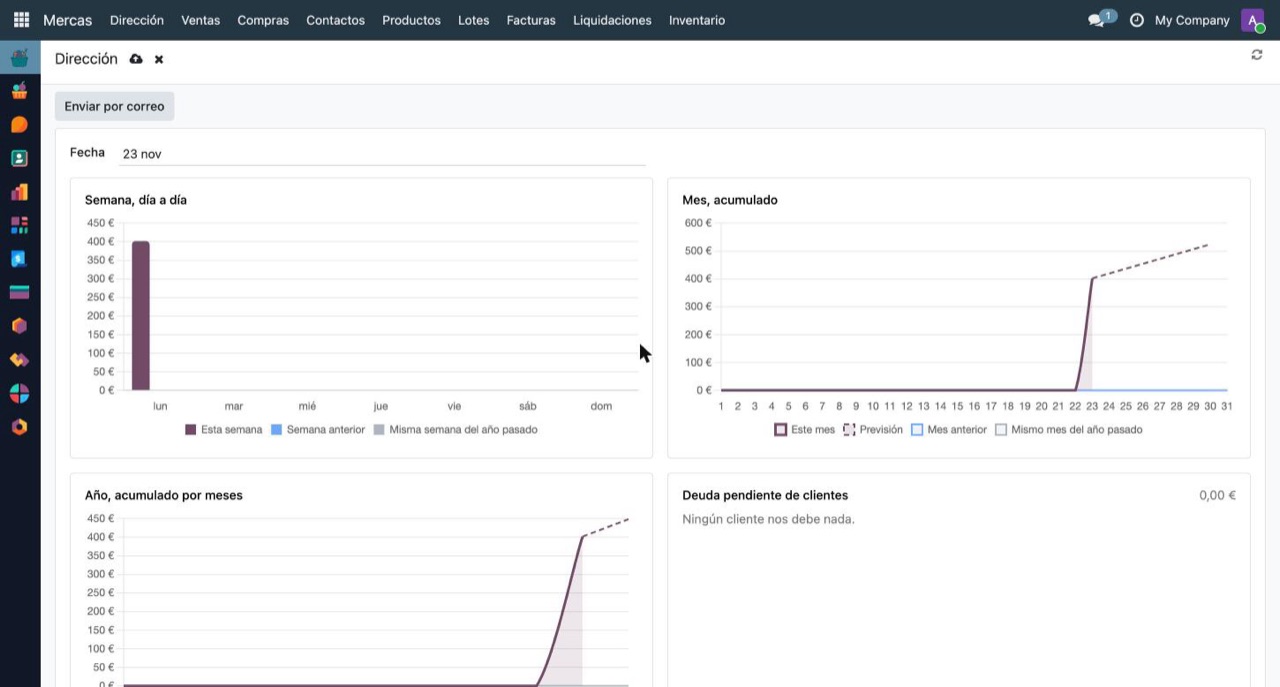 Mercas Dirección Ventas Compras Contactos Productos Lotes Facturas Liquidaciones Inventario 1 My Company A
Dirección
Enviar por correo
Fecha 23 nov
Semana, día a día
450 €
400 €
350 €
300 €
250 €
200 €
150 €
100 €
50 €
0 €
lun mar mié jue vie sáb dom
Esta semana Semana anterior Misma semana del año pasado
Mes, acumulado
600 €
500 €
400 €
300 €
200 €
100 €
0 €
1 2 3 4 5 6 7 8 9 10 11 12 13 14 15 16 17 18 19 20 21 22 23 24 25 26 27 28 29 30 31
Este mes Previsión Mes anterior Mismo mes del año pasado
Año, acumulado por meses
450 €
400 €
350 €
300 €
250 €
200 €
150 €
100 €
50 €
0 €
Deuda pendiente de clientes 0,00 €
Ningún cliente nos debe nada.